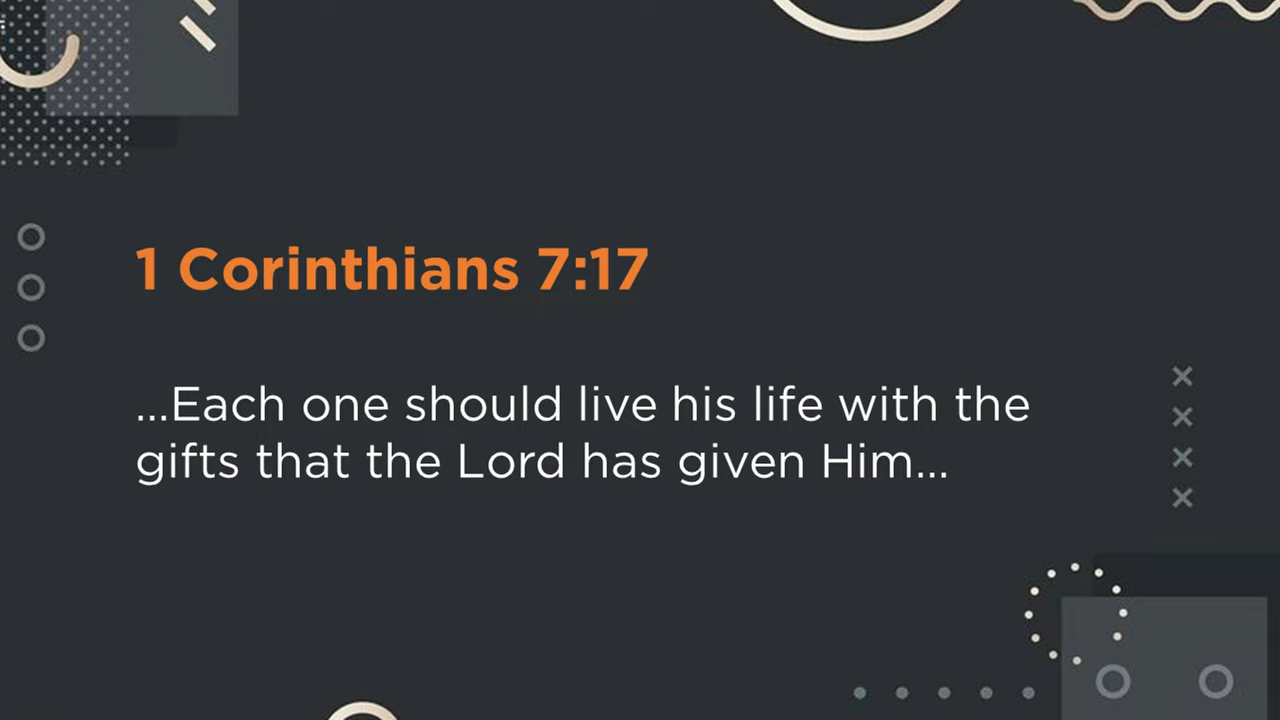 1 Corinthians 7:17
...Each one should live his life with the
gifts that the Lord has given Him...